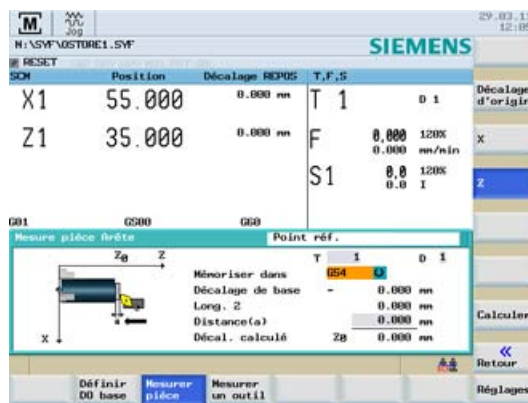 M Jog
29.03.1
12:0
N:\SYF\OSTORE1.SYF
SIEMENS
RESET
SCM Position Décalage REPOS T,F,S
X1 55.000 0.000 mm T 1 D 1
Z1 35.000 0.000 mm F 0,000 120%
0.000 mm/min
S1 0,0 120%
0.0 I
G01 G500 G60
Mesure pièce Arête Point réf.
Zø Z T 1 D 1
Mémoriser dans G54
Décalage de base - 0.000 mm
Long. 2 0.000 mm
Distance(a) 0.000 mm
Décal. calculé Zø 0.000 mm
a
X
Décalage
d'origin
X
Z
Calculer
«
Retour
Réglages
Définir
DO base
Mesurer
pièce
Mesurer
un outil